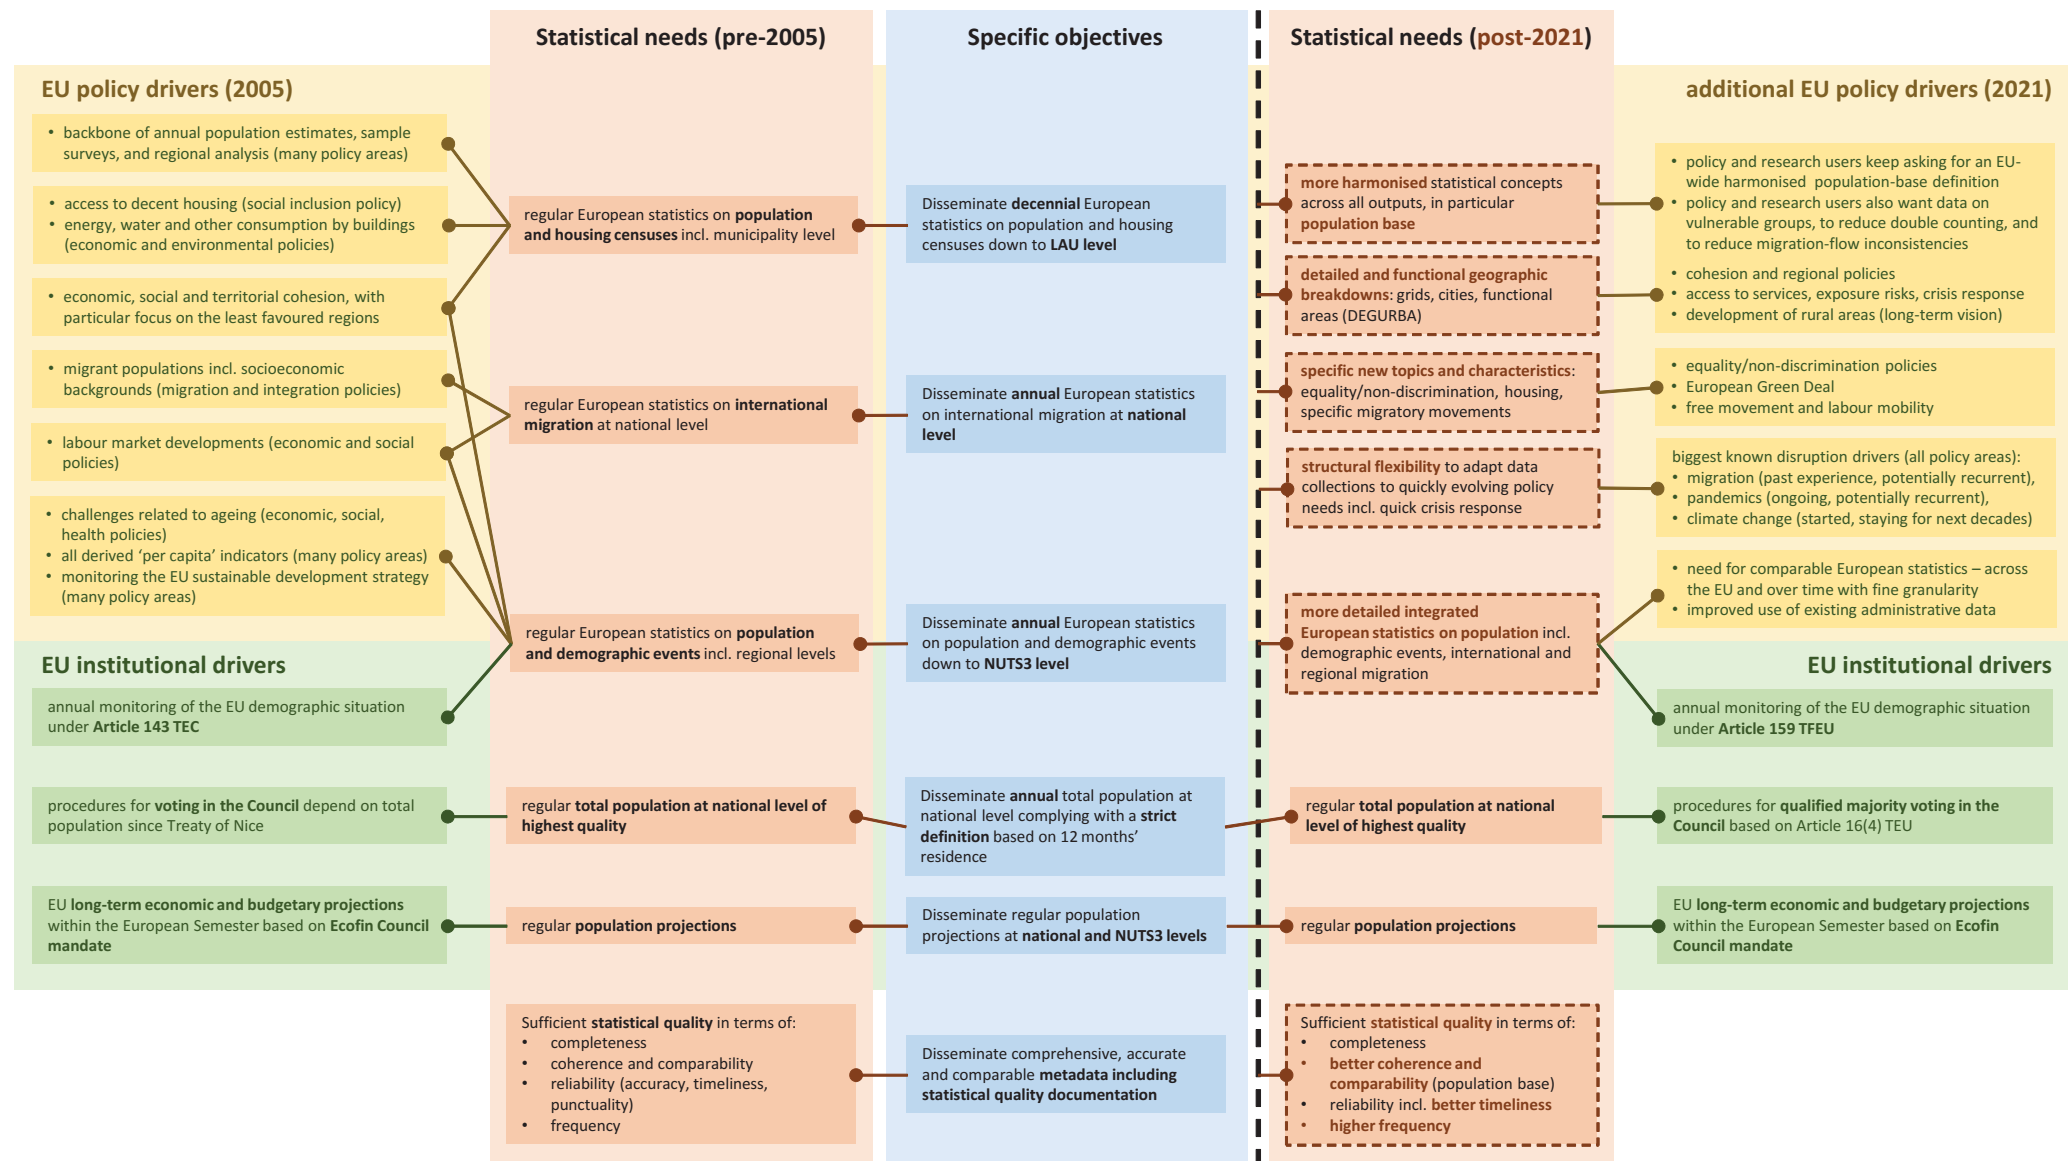 Statistical needs (pre-2005)
Specific objectives
Statistical needs (post-2021)
EU policy drivers (2005)
• backbone of annual population estimates, sample
surveys, and regional analysis (many policy areas)
• access to decent housing (social inclusion policy)
• energy, water and other consumption by buildings
(economic and environmental policies)
• economic, social and territorial cohesion, with
particular focus on the least favoured regions
• migrant populations incl. socioeconomic
backgrounds (migration and integration policies)
• labour market developments (economic and social
policies)
• challenges related to ageing (economic, social,
health policies)
• all derived ‘per capita’ indicators (many policy areas)
• monitoring the EU sustainable development strategy
(many policy areas)
EU institutional drivers
annual monitoring of the EU demographic situation
under Article 143 TEC
procedures for voting in the Council depend on total
population since Treaty of Nice
EU long-term economic and budgetary projections
within the European Semester based on Ecofin Council
mandate
regular European statistics on population
and housing censuses incl. municipality level
regular European statistics on international
migration at national level
regular European statistics on population
and demographic events incl. regional levels
regular total population at national level of
highest quality
regular population projections
Sufficient statistical quality in terms of:
• completeness
• coherence and comparability
• reliability (accuracy, timeliness,
punctuality)
• frequency
Disseminate decennial European
statistics on population and housing
censuses down to LAU level
Disseminate annual European statistics
on international migration at national
level
Disseminate annual European statistics
on population and demographic events
down to NUTS3 level
Disseminate annual total population at
national level complying with a strict
definition based on 12 months’
residence
Disseminate regular population
projections at national and NUTS3 levels
Disseminate comprehensive, accurate
and comparable metadata including
statistical quality documentation
more harmonised statistical concepts
across all outputs, in particular
population base
detailed and functional geographic
breakdowns: grids, cities, functional
areas (DEGURBA)
specific new topics and characteristics:
equality/non-discrimination, housing,
specific migratory movements
structural flexibility to adapt data
collections to quickly evolving policy
needs incl. quick crisis response
more detailed integrated
European statistics on population incl.
demographic events, international and
regional migration
regular total population at national
level of highest quality
regular population projections
Sufficient statistical quality in terms of:
• completeness
• better coherence and
comparability (population base)
• reliability incl. better timeliness
• higher frequency
additional EU policy drivers (2021)
• policy and research users keep asking for an EU-
wide harmonised population-base definition
• policy and research users also want data on
vulnerable groups, to reduce double counting, and
to reduce migration-flow inconsistencies
• cohesion and regional policies
• access to services, exposure risks, crisis response
• development of rural areas (long-term vision)
• equality/non-discrimination policies
• European Green Deal
• free movement and labour mobility
biggest known disruption drivers (all policy areas):
• migration (past experience, potentially recurrent),
• pandemics (ongoing, potentially recurrent),
• climate change (started, staying for next decades)
• need for comparable European statistics – across
the EU and over time with fine granularity
• improved use of existing administrative data
EU institutional drivers
annual monitoring of the EU demographic situation
under Article 159 TFEU
procedures for qualified majority voting in the
Council based on Article 16(4) TEU
EU long-term economic and budgetary projections
within the European Semester based on Ecofin
Council mandate